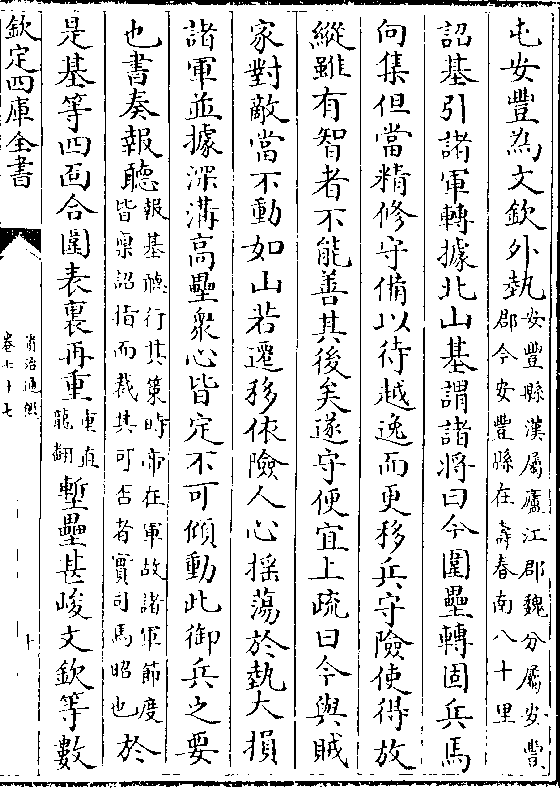 屯安豐為文欽外埶安豐縣漢屬廬江郡魏分屬安豐
郡今安豐縣在壽春南八十里
詔基引諸軍轉據北山基謂諸將曰今圍壘轉固兵馬
向集但當精修守備以待越逸而更移兵守險使得放
縱雖有智者不能善其後矣遂守便宜上疏曰今與賊
家對敵當不動如山若遷移依險人心揺蕩於埶大損
諸軍並據深溝高壘衆心皆定不可傾動此御兵之要
也書奏報聽報基聽行其策時帝在軍故諸軍節度
皆禀詔指而裁其可否者實司馬昭也於
是基等四面合圍表裏再重重直
龍翻塹壘甚峻文欽等數
欽定四庫全書
資治通鑑
卷七十七
十